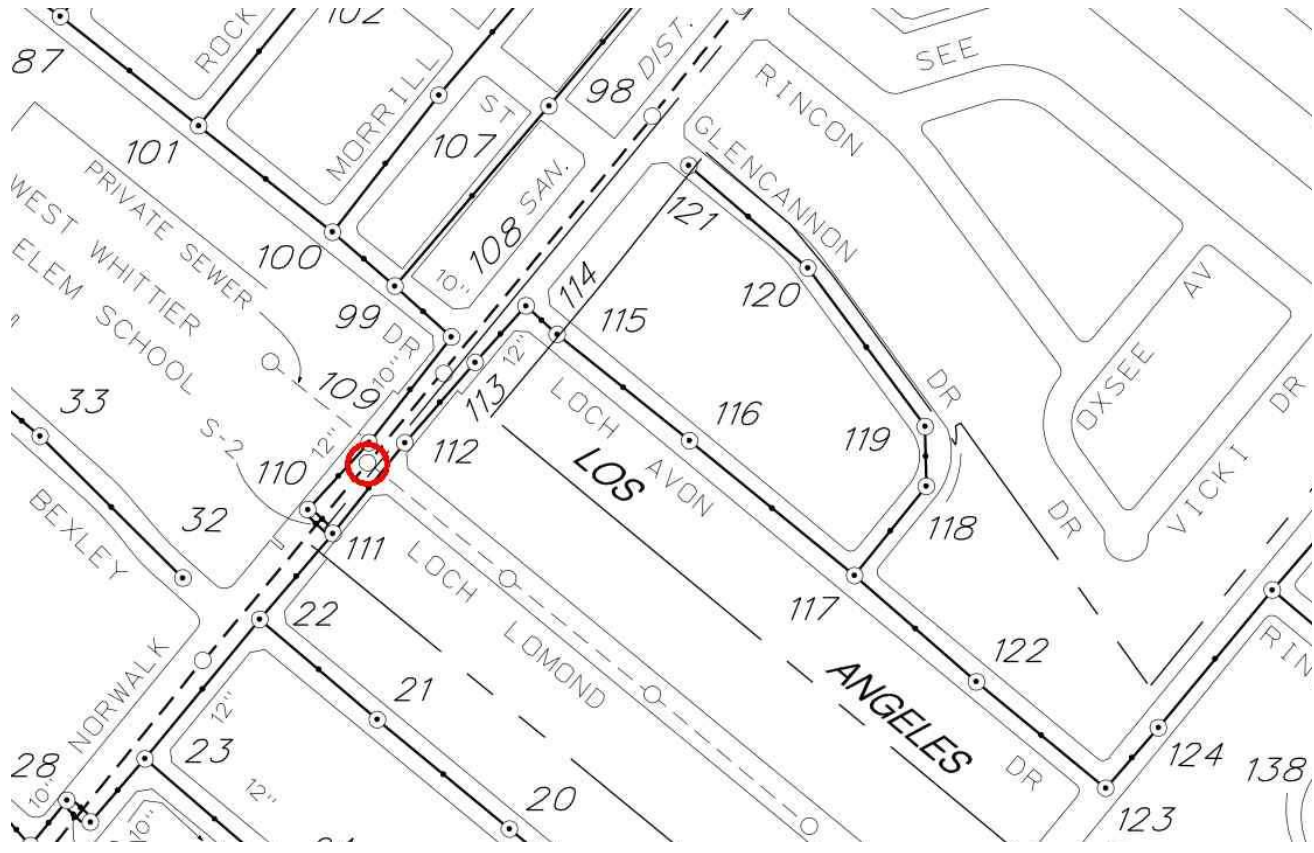 102
ROCK
87
SEE
98 DIST.
RINCON
MORRILL
ST
107
101
GLENCANNON
PRIVATE SEWER
121
108 SAN.
10"
WEST WHITTIER
ELEM SCHOOL
100
120
AV
114
115
99
DR
10"
12"
OXSEE
DR
DR
109
113
LOCH AVON
116
119
33
S-2
12"
112
LOS
VICKI
110
DR
118
BEXLEY
32
111
LOCH LOMOND
117
22
122
RIN
21
ANGELES
NORWALK
12"
23
124
138
28
10"
12"
DR
20
123
10"